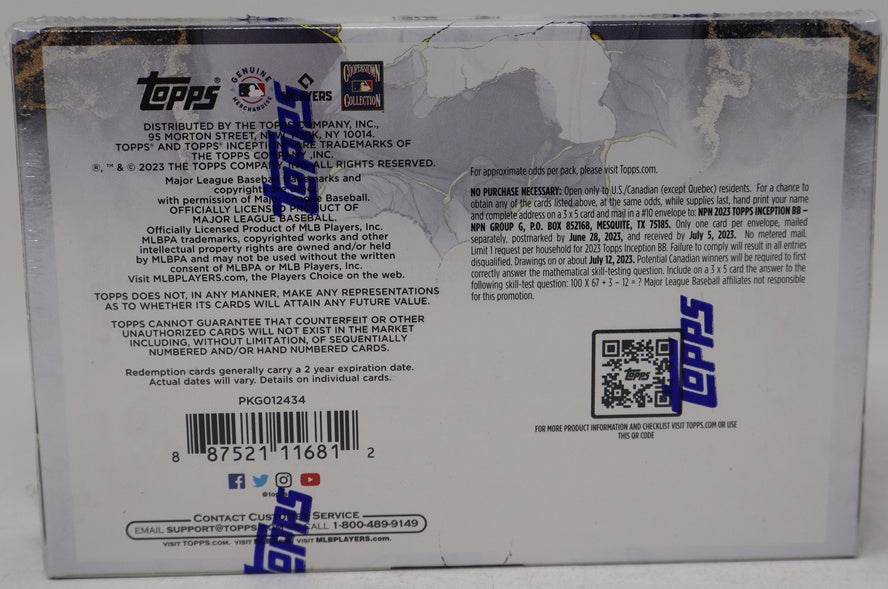 TOPPS®
GENUINE MERCHANDISE
COOPERSTOWN
COLLECTION
DISTRIBUTED BY THE TOPPS COMPANY, INC.,
95 MORTON STREET, NEW YORK, NY 10014.
TOPPS® AND TOPPS® INCEPTION ARE TRADEMARKS OF
THE TOPPS COMPANY, INC.
®, ™ & © 2023 THE TOPPS COMPANY, INC. ALL RIGHTS RESERVED.
Major League Baseball trademarks and
copyrights
with permission of Major League Baseball.
OFFICIALLY LICENSED PRODUCT OF
MAJOR LEAGUE BASEBALL.
Officially Licensed Product of MLB Players, Inc.
MLBPA trademarks, copyrighted works and other
intellectual property rights are owned and/or held
by MLBPA and may not be used without the written
consent of MLBPA or MLB Players, Inc.
Visit MLBPLAYERS.com, the Players Choice on the web.
TOPPS DOES NOT, IN ANY MANNER, MAKE ANY REPRESENTATIONS
AS TO WHETHER ITS CARDS WILL ATTAIN ANY FUTURE VALUE.
TOPPS CANNOT GUARANTEE THAT COUNTERFEIT OR OTHER
UNAUTHORIZED CARDS WILL NOT EXIST IN THE MARKET
INCLUDING, WITHOUT LIMITATION, OF SEQUENTIALLY
NUMBERED AND/OR HAND NUMBERED CARDS.
Redemption cards generally carry a 2 year expiration date.
Actual dates will vary. Details on individual cards.
PKG012434
8 87521 11681 2
@topps
CONTACT CUSTOMER SERVICE
EMAIL SUPPORT@TOPPS.COM CALL 1-800-489-9149
VISIT TOPPS.COM. VISIT VISIT MLBPLAYERS.com.
For approximate odds per pack, please visit Topps.com.
NO PURCHASE NECESSARY: Open only to U.S./Canadian (except Quebec) residents. For a chance to
obtain any of the cards listed above, at the same odds, while supplies last, hand print your name
and complete address on a 3 x 5 card and mail in a #10 envelope to: NPN 2023 TOPPS INCEPTION BB –
NPN GROUP G, P.O. BOX 852168, MESQUITE, TX 75185. Only one card per envelope, mailed
separately, postmarked by June 28, 2023, and received by July 5, 2023. No metered mail.
Limit 1 request per household for 2023 Topps Inception BB. Failure to comply will result in all entries
disqualified. Drawings on or about July 12, 2023. Potential Canadian winners will be required to first
correctly answer the mathematical skill-testing question. Include on a 3 x 5 card the answer to the
following skill-test question: 100 X 67 + 3 – 12 = ? Major League Baseball affiliates not responsible
for this promotion.
TOPPS
FOR MORE PRODUCT INFORMATION AND CHECKLIST VISIT TOPPS.COM OR USE
THIS QR CODE
Topps
Topps
Topps